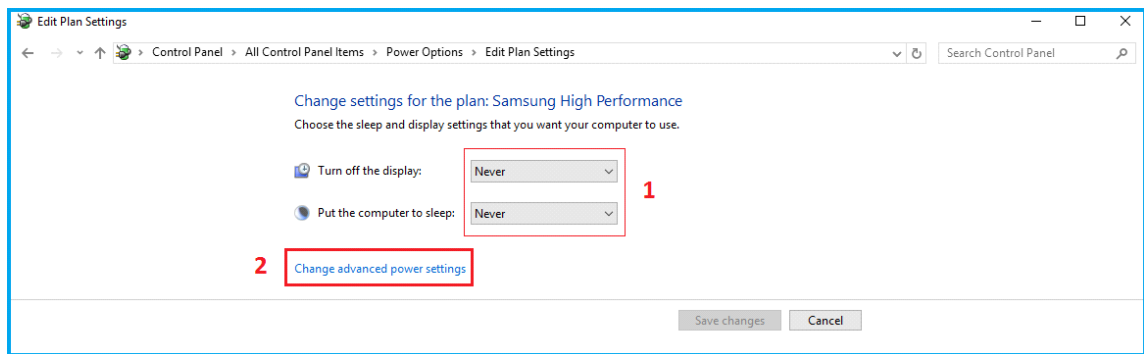 Edit Plan Settings
Control Panel > All Control Panel Items > Power Options > Edit Plan Settings
Search Control Panel
Change settings for the plan: Samsung High Performance
Choose the sleep and display settings that you want your computer to use.
Turn off the display: Never
1
Put the computer to sleep: Never
2 Change advanced power settings
Save changes Cancel